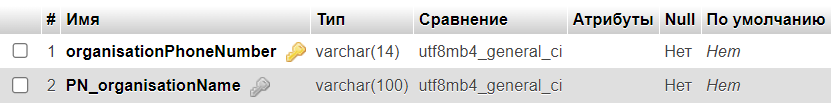 # Имя Тип Сравнение Атрибуты Null По умолчанию
1 organisationPhoneNumber varchar(14) utf8mb4_general_ci Нет Нет
2 PN_organisationName varchar(100) utf8mb4_general_ci Нет Нет